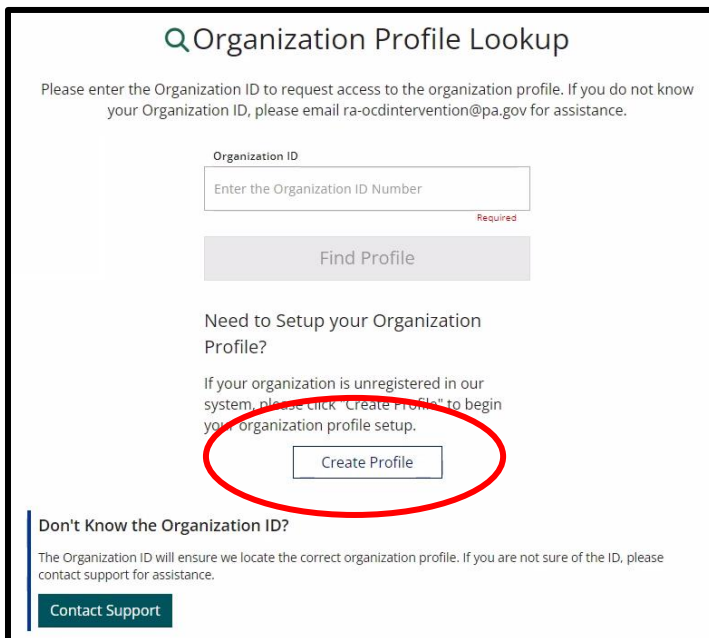 Organization Profile Lookup
Please enter the Organization ID to request access to the organization profile. If you do not know
your Organization ID, please email ra-ocdintervention@pa.gov for assistance.
Organization ID
Enter the Organization ID Number
Required
Find Profile
Need to Setup your Organization
Profile?
If your organization is unregistered in our
system, please click "Create Profile" to begin
your organization profile setup.
Create Profile
Don't Know the Organization ID?
The Organization ID will ensure we locate the correct organization profile. If you are not sure of the ID, please
contact support for assistance.
Contact Support